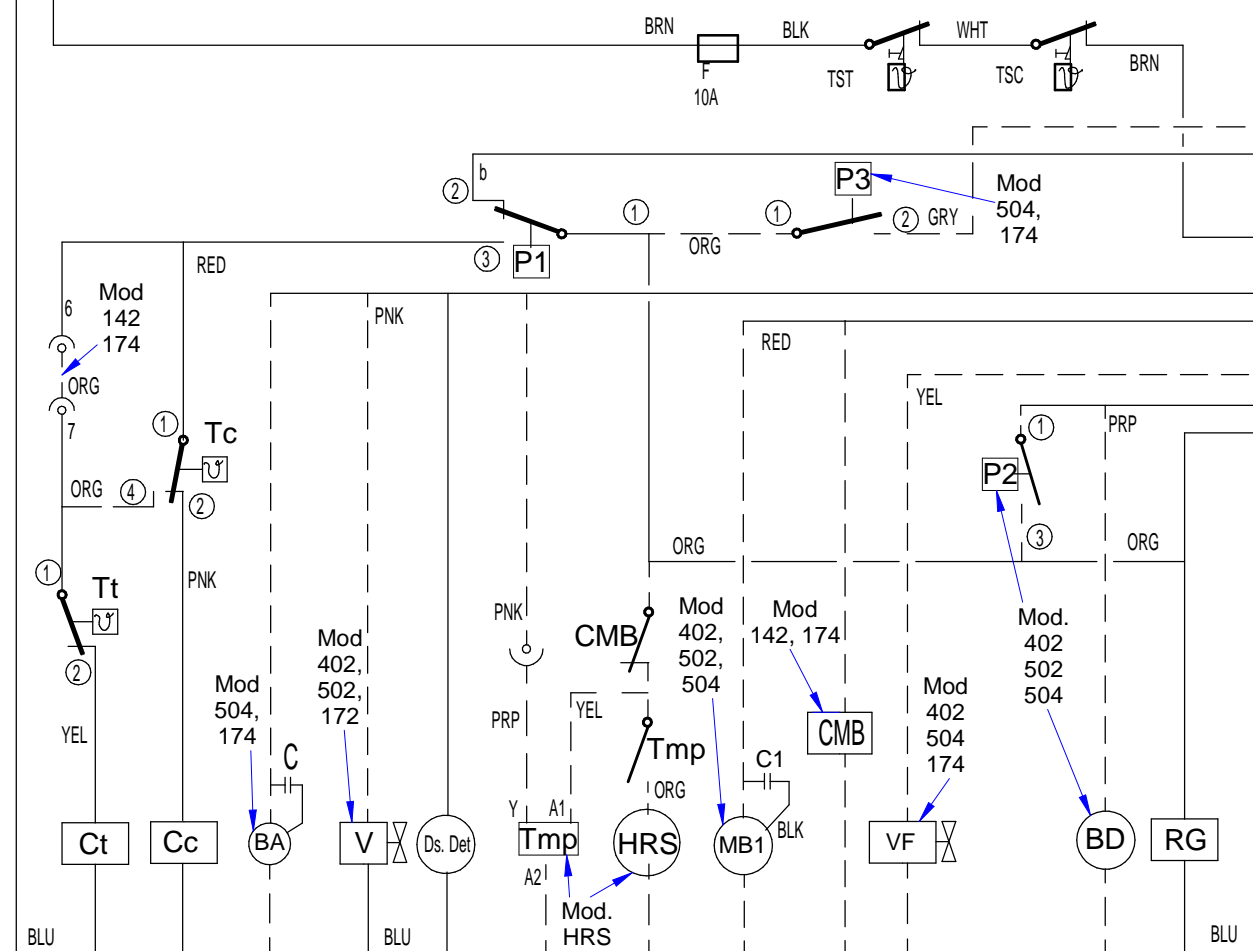 BRN
BLK
WHT
F
10A
TST
TSC
BRN
b
2
P3
Mod
504,
174
1
1
2
GRY
ORG
3
P1
RED
6
Mod
142
174
PNK
ORG
RED
YEL
7
1
Tc
1
PRP
P2
ORG
4
2
3
ORG
ORG
1
Tt
PNK
PNK
CMB
Mod
402,
502,
504
Mod
142, 174
Mod.
402
502
504
2
Mod
402,
502,
172
Mod
504,
174
Mod
402
504
174
YEL
YEL
PRP
Tmp
CMB
C
C1
ORG
Y
A1
BLK
Ct
Cc
BA
V
Ds. Det
Tmp
HRS
MB1
VF
BD
RG
A2
Mod.
HRS
BLU
BLU
BLU